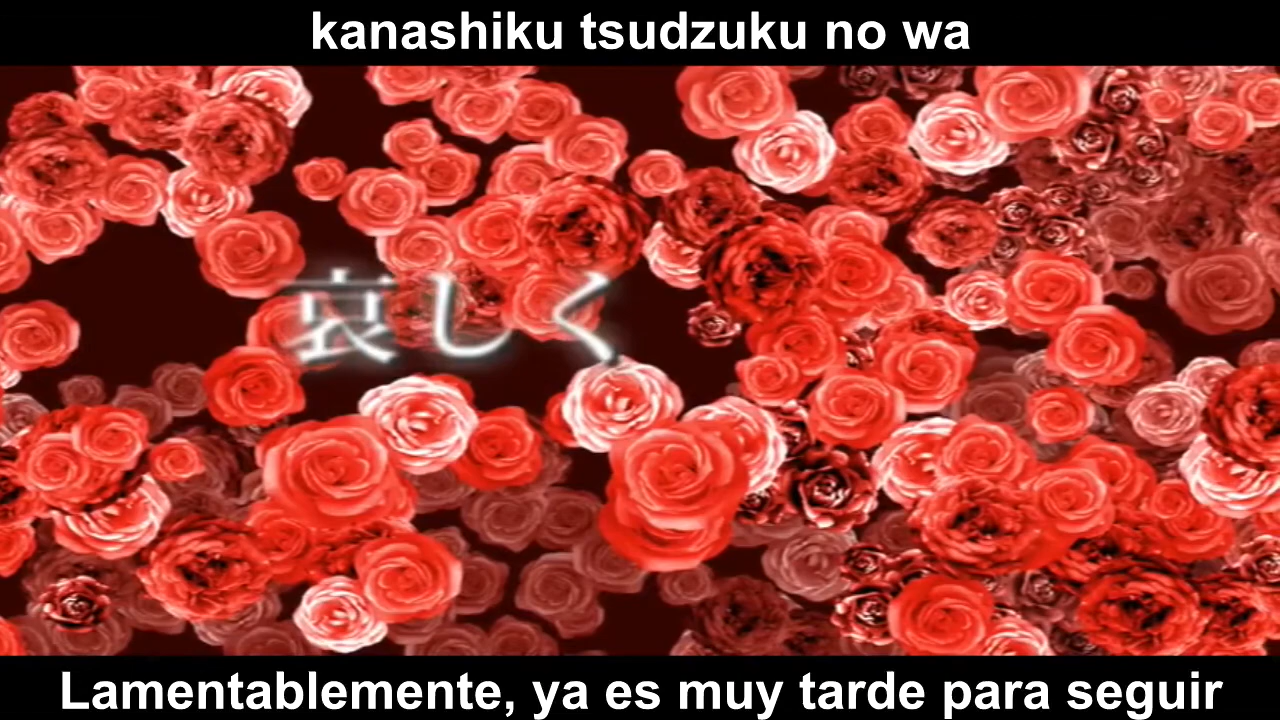 kanashiku tsudzuku no wa
哀しく
Lamentablemente, ya es muy tarde para seguir